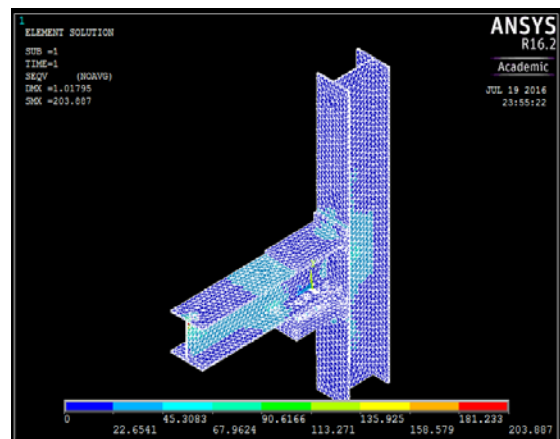 1
ELEMENT SOLUTION
SUB =1
TIME=1
SEQV (NOAVG)
DMX =1.01795
SMX =203.887
ANSYS
R16.2
Academic
JUL 19 2016
23:55:22
0 45.3083 90.6166 135.925 181.233
22.6541 67.9624 113.271 158.579 203.887